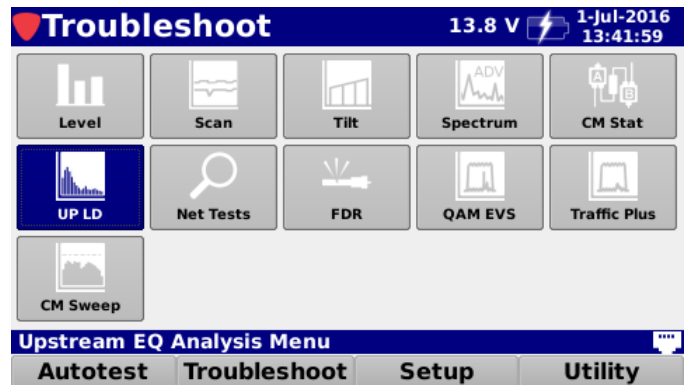 Troubleshoot 13.8 V 1-Jul-2016
13:41:59
ADV
A
B
Level Scan Tilt Spectrum CM Stat
UP LD Net Tests FDR QAM EVS Traffic Plus
CM Sweep
Upstream EQ Analysis Menu
Autotest Troubleshoot Setup Utility